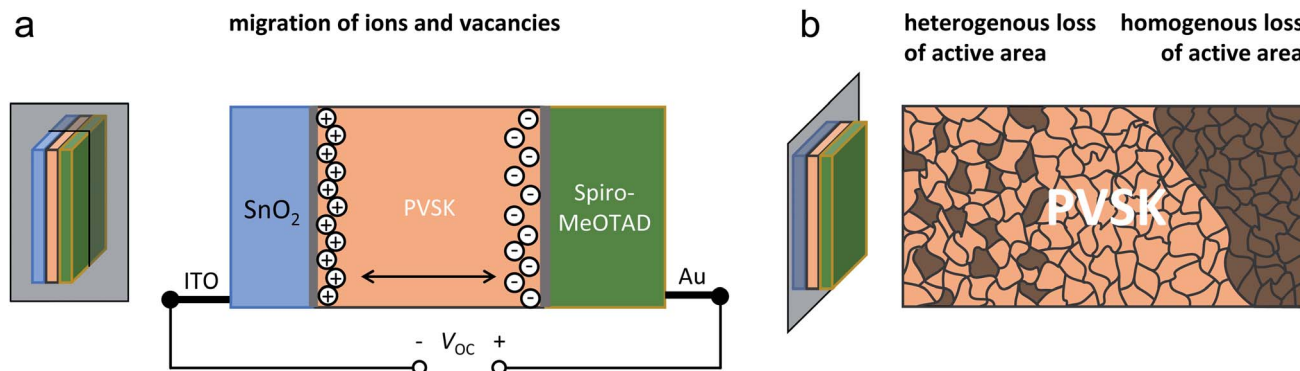 a
migration of ions and vacancies
b
heterogenous loss
of active area
homogenous loss
of active area
SnO₂
PVSK
Spiro-
MeOTAD
ITO
Au
- V_OC +
PVSK
+ + + + + + + + + +
- - - - - - - - - -